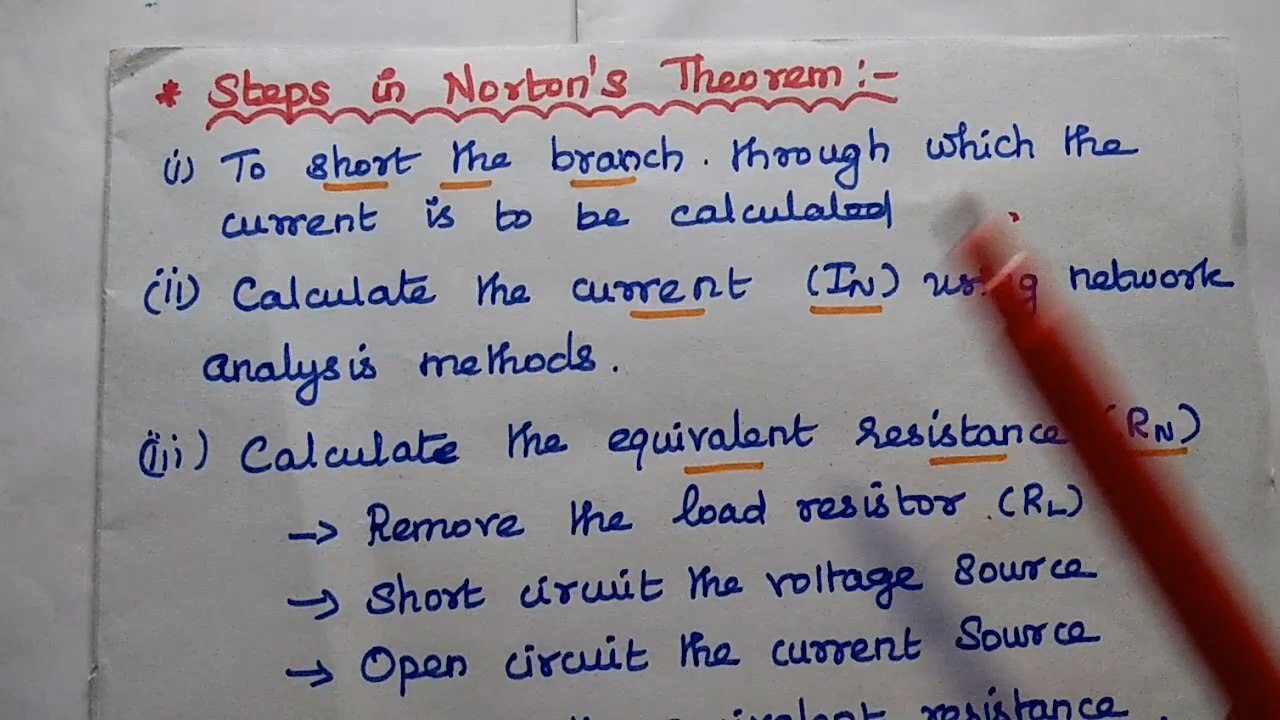 * Steps in Norton's Theorem :-
(i) To short the branch. through which the
current is to be calculated
(ii) Calculate the current (IN) using network
analysis methods.
(iii) Calculate the equivalent resistance (RN)
→ Remove the load resistor (RL)
→ Short circuit the voltage source
→ Open circuit the current source
resistance.